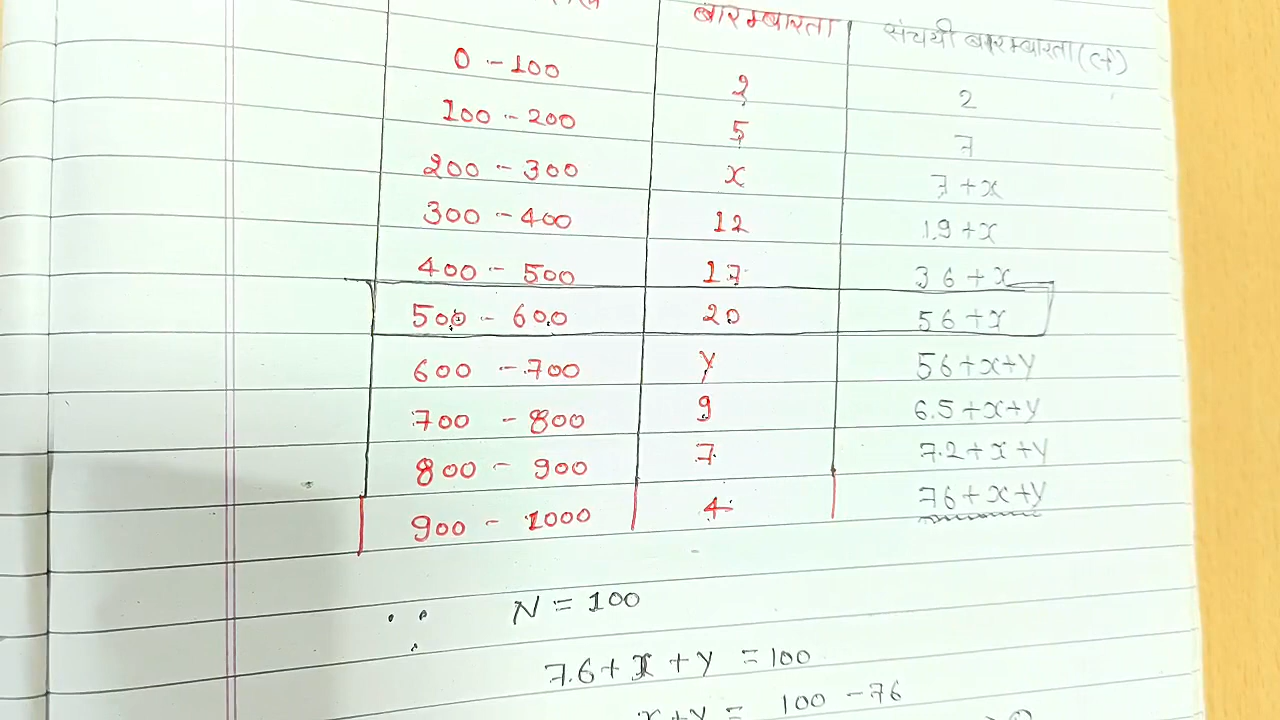 बारम्बारता संचयी बारम्बारता (cf)
0 - 100 2 2
100 - 200 5 7
200 - 300 x 7 + x
300 - 400 12 19 + x
400 - 500 17 36 + x
500 - 600 20 56 + x
600 - 700 y 56 + x + y
700 - 800 9 65 + x + y
800 - 900 7 72 + x + y
900 - 1000 4 76 + x + y
∴ N = 100
76 + x + y = 100
x + y = 100 - 76